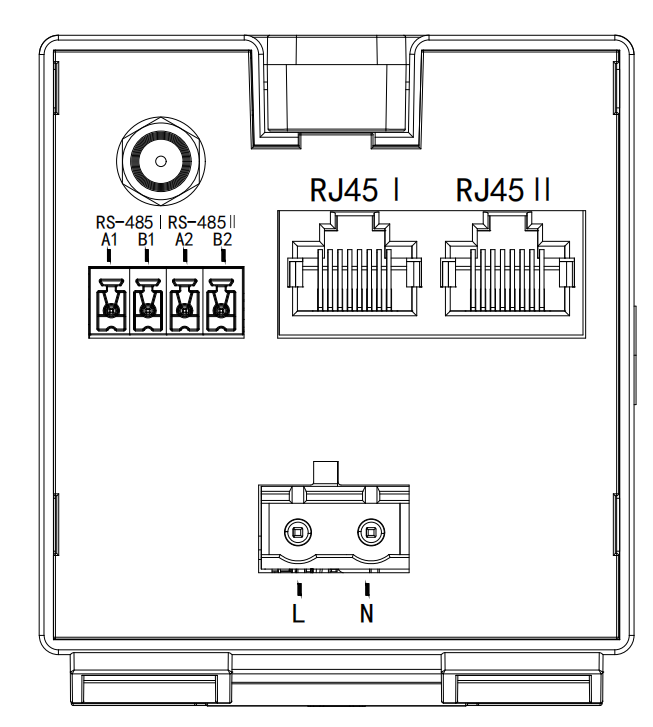 RJ45 I RJ45 II
RS-485 I RS-485 II
A1 B1 A2 B2
L N